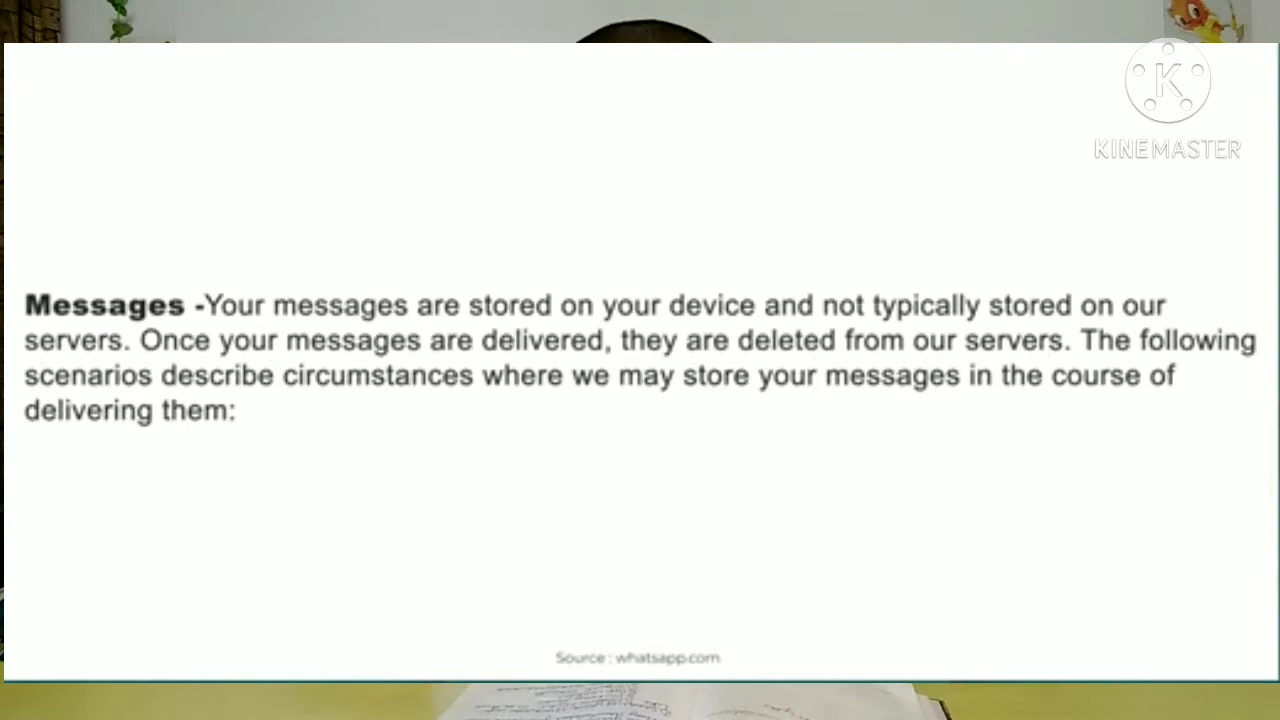 K
KINEMASTER
Messages -Your messages are stored on your device and not typically stored on our
servers. Once your messages are delivered, they are deleted from our servers. The following
scenarios describe circumstances where we may store your messages in the course of
delivering them:
Source : whatsapp.com